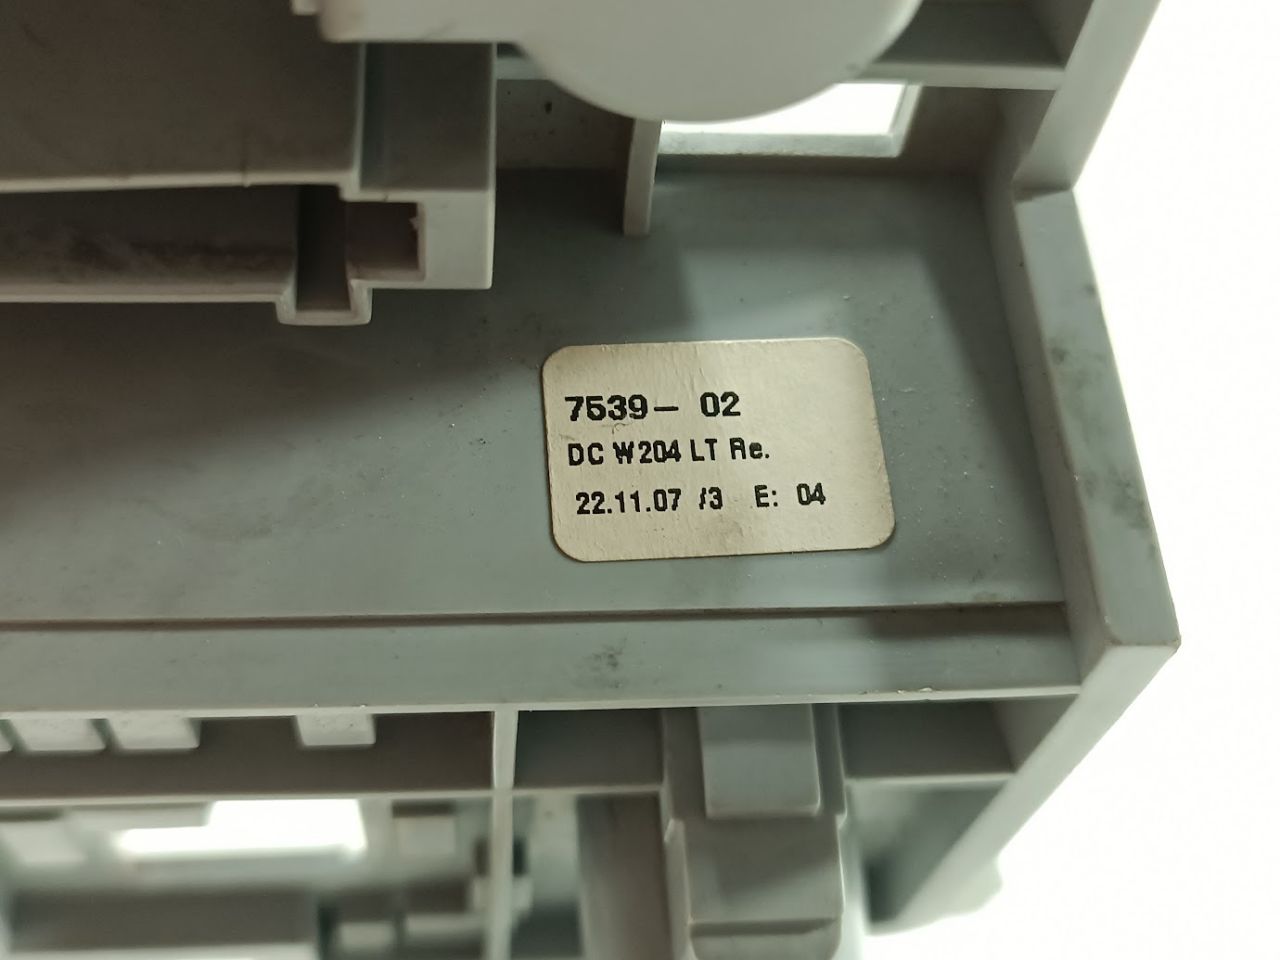 7539- 02
DC W204 LT Re.
22.11.07 /3 E: 04